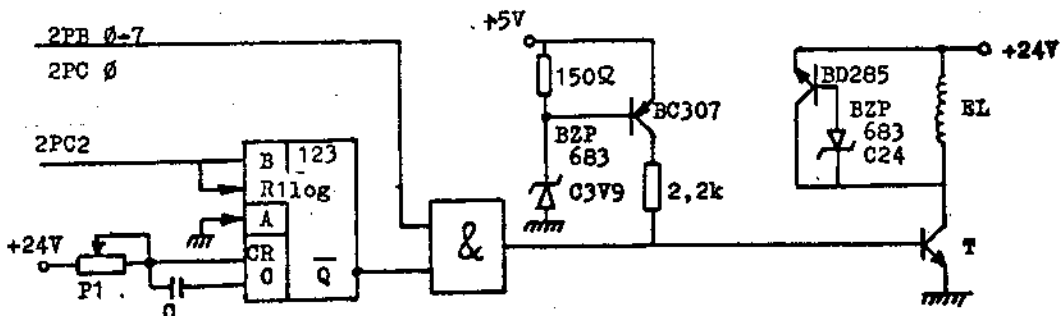 2PB Ø-7
2PC Ø
2PC2
B
123
R1log
A
CR
C
Q
+24V
P1
C
&
+5V
150Ω
BC307
BZP
683
C3V9
2,2k
BD285
BZP
683
C24
EL
+24V
T